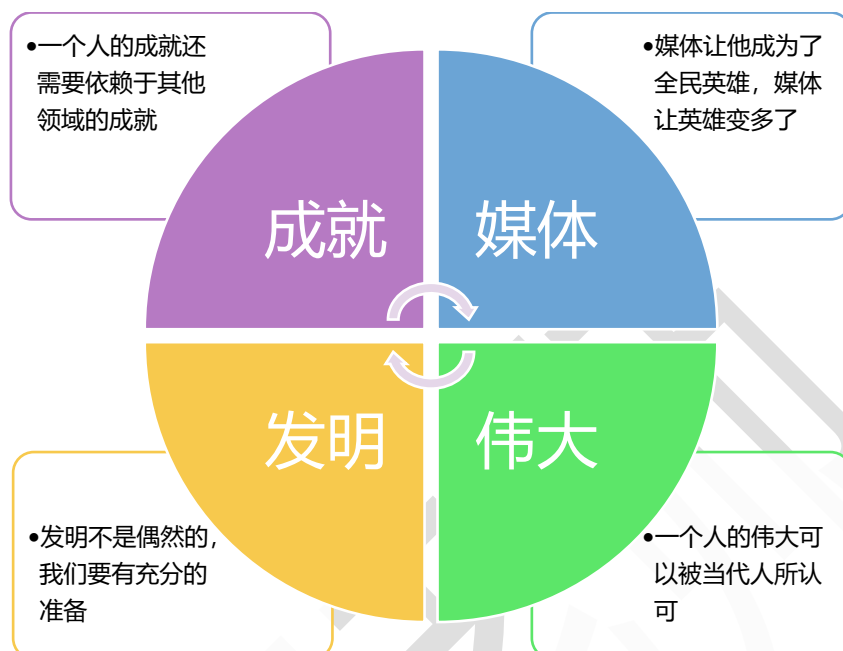 •一个人的成就还
需要依赖于其他
领域的成就
•媒体让他成为了
全民英雄，媒体
让英雄变多了
成就
媒体
发明
伟大
•发明不是偶然的，
我们要有充分的
准备
•一个人的伟大可
以被当代人所认
可